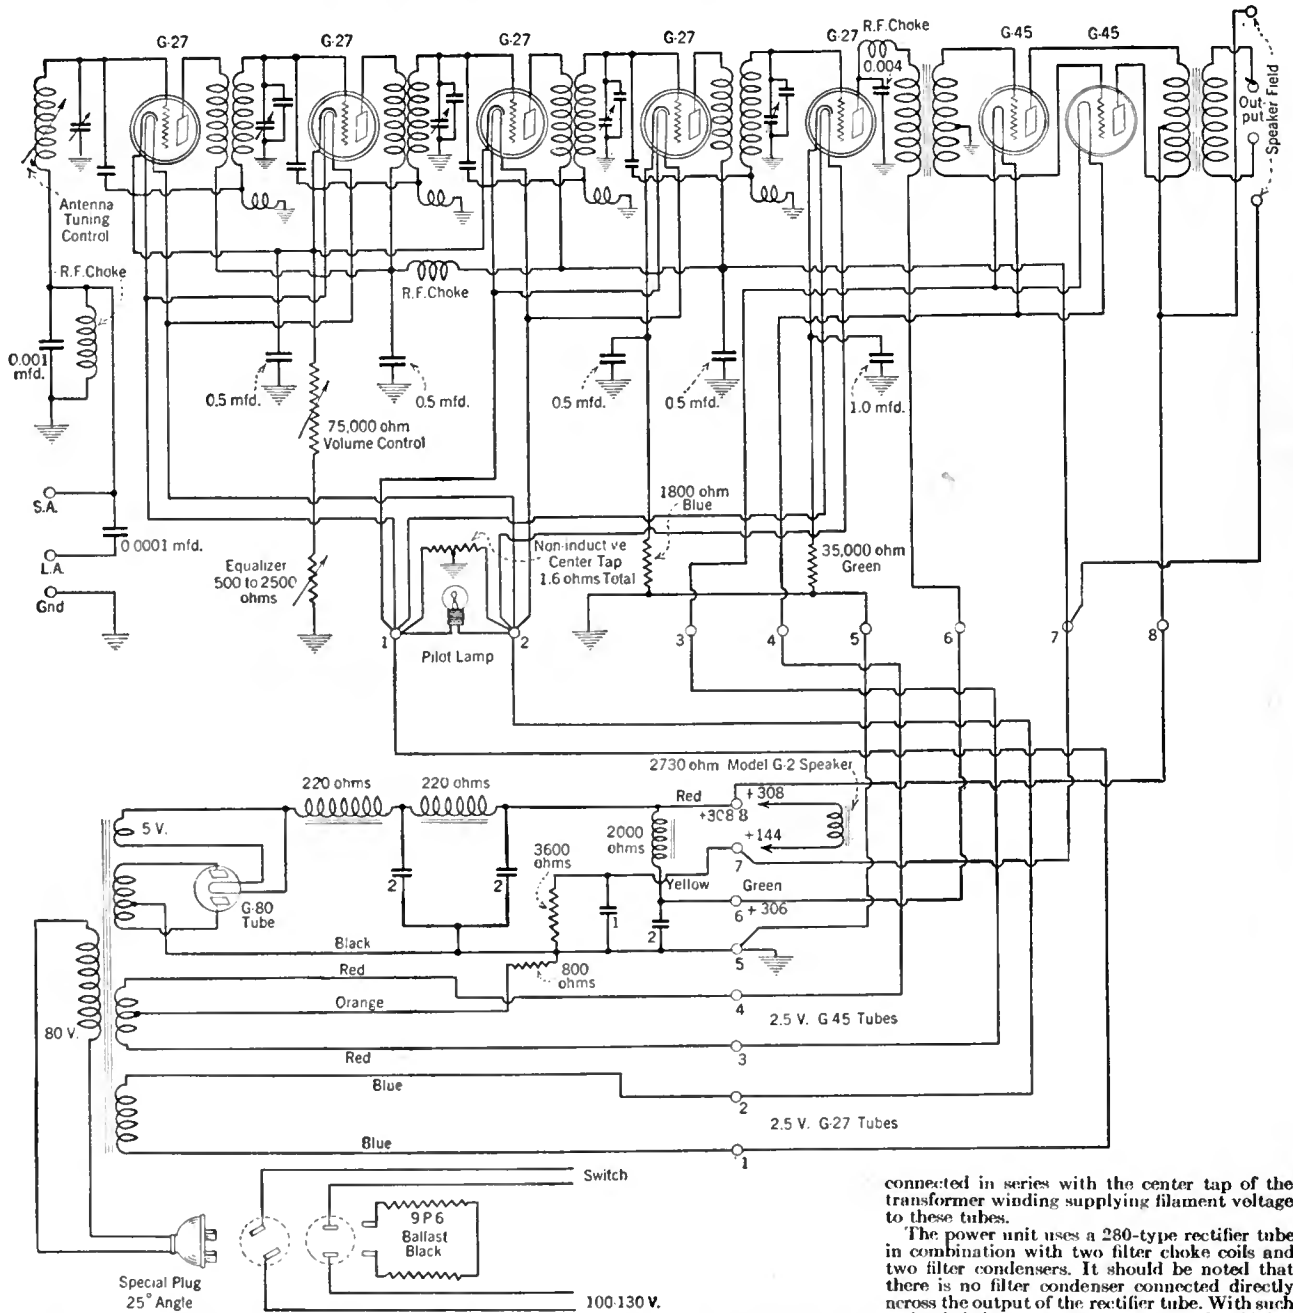 G-27
G-27
G-27
G-27
G-27
R.F. Choke
0.004
G-45
G-45
Out-
put
Speaker Field
Antenna
Tuning
Control
R.F. Choke
R.F. Choke
0.001
mfd.
0.5 mfd.
0.5 mfd.
0.5 mfd.
0.5 mfd.
1.0 mfd.
75,000 ohm
Volume Control
S.A.
0.0001 mfd.
L.A.
Gnd
Equalizer
500 to 2500
ohms
Non-inductive
Center Tap
1.6 ohms Total
1800 ohm
Blue
35,000 ohm
Green
1
Pilot Lamp
2
3
4
5
6
7
8
2730 ohm Model G-2 Speaker
220 ohms
220 ohms
Red
+308
+308 8
5 V.
2000
ohms
+144
3600
ohms
7
2
2
Yellow
Green
G-80
Tube
6 +306
1
2
Black
5
Red
800
ohms
Orange
4
2.5 V. G 45 Tubes
80 V.
3
Red
Blue
2
2.5 V. G-27 Tubes
Blue
1
Switch
9 P 6
Ballast
Black
Special Plug
25° Angle
100-130 V.
connected in series with the center tap of the
transformer winding supplying filament voltage
to these tubes.
The power unit uses a 280-type rectifier tube
in combination with two filter choke coils and
two filter condensers. It should be noted that
there is no filter condenser connected directly
across the output of the rectifier tube. With such